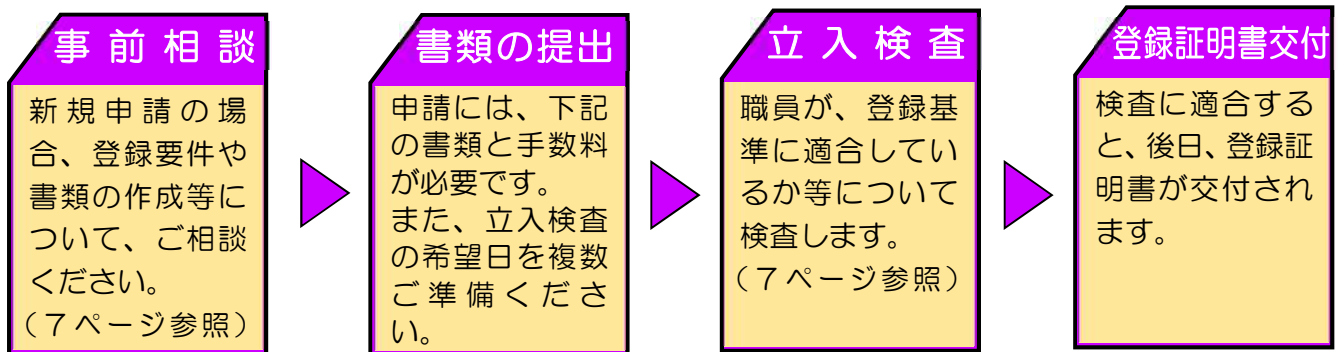 事前相談
新規申請の場
合、登録要件や
書類の作成等に
ついて、ご相談
ください。
（７ページ参照）
書類の提出
申請には、下記
の書類と手数料
が必要です。
また、立入検査
の希望日を複数
ご準備くださ
い。
立入検査
職員が、登録基
準に適合してい
るか等について
検査します。
（７ページ参照）
登録証明書交付
検査に適合する
と、後日、登録証
明書が交付され
ます。